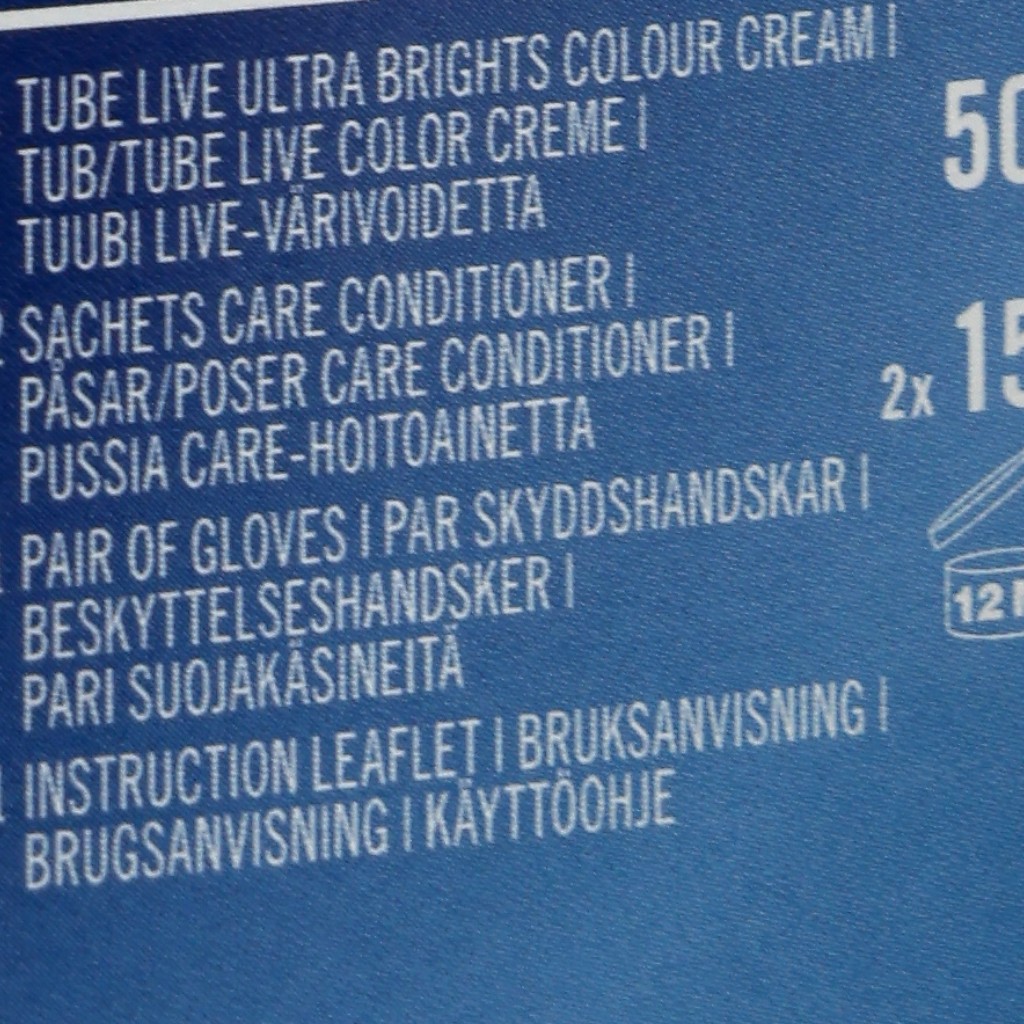 TUBE LIVE ULTRA BRIGHTS COLOUR CREAM |
TUB/TUBE LIVE COLOR CREME |
TUUBI LIVE-VÄRIVOIDETTA
SACHETS CARE CONDITIONER |
PÅSAR/POSER CARE CONDITIONER |
PUSSIA CARE-HOITOAINETTA
2x 15
PAIR OF GLOVES | PAR SKYDDSHANDSKAR |
BESKYTTELSESHANDSKER |
PARI SUOJAKÄSINEITÄ
12
INSTRUCTION LEAFLET | BRUKSANVISNING |
BRUGSANVISNING | KÄYTTÖOHJE